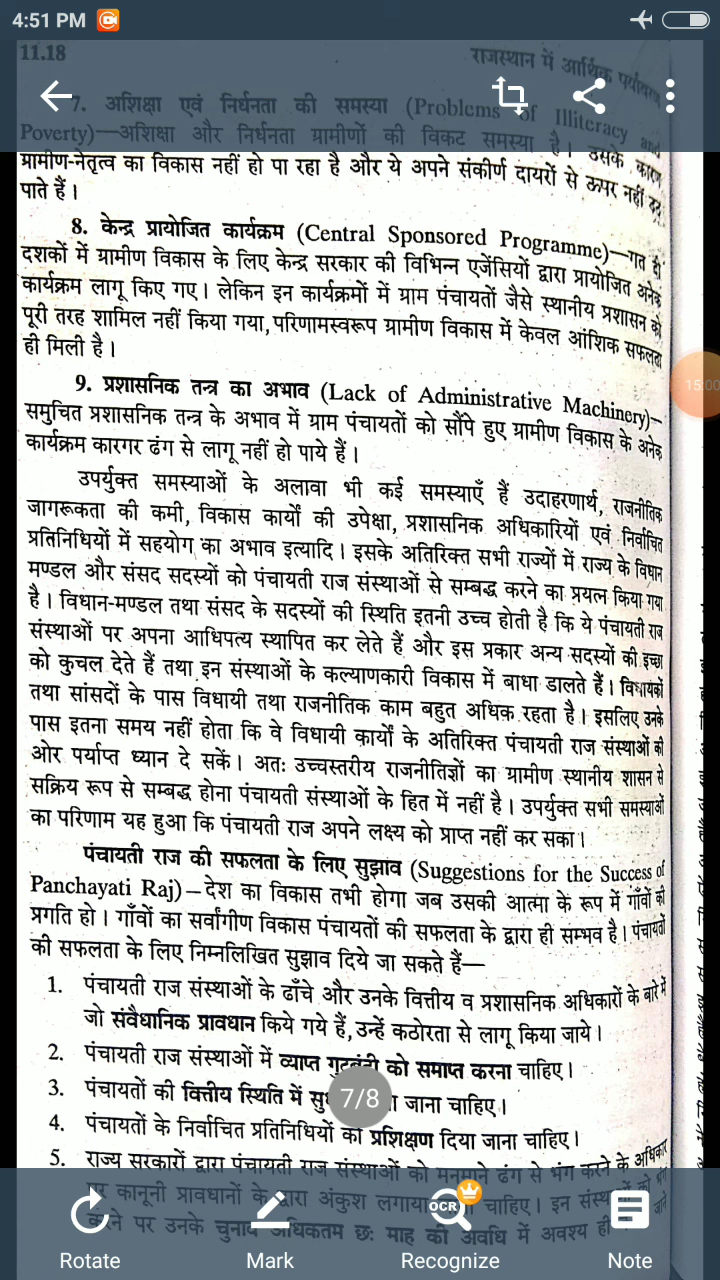 4:51 PM
11.18
राजस्थान में आर्थिक पर्यावरण
7. अशिक्षा एवं निर्धनता की समस्या (Problems of Illiteracy and
Poverty)—अशिक्षा और निर्धनता ग्रामीणों की विकट समस्या है। उसके कारण
ग्रामीण-नेतृत्व का विकास नहीं हो पा रहा है और ये अपने संकीर्ण दायरों से ऊपर नहीं उठ
पाते हैं।
8. केन्द्र प्रायोजित कार्यक्रम (Central Sponsored Programme)—गत दो
दशकों में ग्रामीण विकास के लिए केन्द्र सरकार की विभिन्न एजेंसियों द्वारा प्रायोजित अनेक
कार्यक्रम लागू किए गए। लेकिन इन कार्यक्रमों में ग्राम पंचायतों जैसे स्थानीय प्रशासन को
पूरी तरह शामिल नहीं किया गया, परिणामस्वरूप ग्रामीण विकास में केवल आंशिक सफलता
ही मिली है।
15:00
9. प्रशासनिक तन्त्र का अभाव (Lack of Administrative Machinery)—
समुचित प्रशासनिक तन्त्र के अभाव में ग्राम पंचायतों को सौंपे हुए ग्रामीण विकास के अनेक
कार्यक्रम कारगर ढंग से लागू नहीं हो पाये हैं।
उपर्युक्त समस्याओं के अलावा भी कई समस्याएँ हैं उदाहरणार्थ, राजनीतिक
जागरूकता की कमी, विकास कार्यों की उपेक्षा, प्रशासनिक अधिकारियों एवं निर्वाचित
प्रतिनिधियों में सहयोग का अभाव इत्यादि। इसके अतिरिक्त सभी राज्यों में राज्य के विधान
मण्डल और संसद सदस्यों को पंचायती राज संस्थाओं से सम्बद्ध करने का प्रयत्न किया गया
है। विधान-मण्डल तथा संसद के सदस्यों की स्थिति इतनी उच्च होती है कि ये पंचायती राज
संस्थाओं पर अपना आधिपत्य स्थापित कर लेते हैं और इस प्रकार अन्य सदस्यों की इच्छा
को कुचल देते हैं तथा इन संस्थाओं के कल्याणकारी विकास में बाधा डालते हैं। विधायकों
तथा सांसदों के पास विधायी तथा राजनीतिक काम बहुत अधिक रहता है। इसलिए उनके
पास इतना समय नहीं होता कि वे विधायी कार्यों के अतिरिक्त पंचायती राज संस्थाओं की
ओर पर्याप्त ध्यान दे सकें। अतः उच्चस्तरीय राजनीतिज्ञों का ग्रामीण स्थानीय शासन से
सक्रिय रूप से सम्बद्ध होना पंचायती संस्थाओं के हित में नहीं है। उपर्युक्त सभी समस्याओं
का परिणाम यह हुआ कि पंचायती राज अपने लक्ष्य को प्राप्त नहीं कर सका।
पंचायती राज की सफलता के लिए सुझाव (Suggestions for the Success of
Panchayati Raj)—देश का विकास तभी होगा जब उसकी आत्मा के रूप में गाँवों की
प्रगति हो। गाँवों का सर्वांगीण विकास पंचायतों की सफलता के द्वारा ही सम्भव है। पंचायतों
की सफलता के लिए निम्नलिखित सुझाव दिये जा सकते हैं—
1. पंचायती राज संस्थाओं के ढाँचे और उनके वित्तीय व प्रशासनिक अधिकारों के बारे में
जो संवैधानिक प्रावधान किये गये हैं, उन्हें कठोरता से लागू किया जाये।
2. पंचायती राज संस्थाओं में व्याप्त गुटबंदी को समाप्त करना चाहिए।
3. पंचायतों की वित्तीय स्थिति में जाना चाहिए।
7/8
4. पंचायतों के निर्वाचित प्रतिनिधियों को प्रशिक्षण दिया जाना चाहिए।
5. राज्य सरकारों द्वारा पंचायती राज संस्थाओं को मनमाने ढंग से भंग करने के अधिकार
पर कानूनी प्रावधानों के द्वारा अंकुश लगाया चाहिए। इन
करने पर उनके चुनाव अधिकतम छः माह की अवधि में अवश्य ही
OCR
Rotate
Mark
Recognize
Note